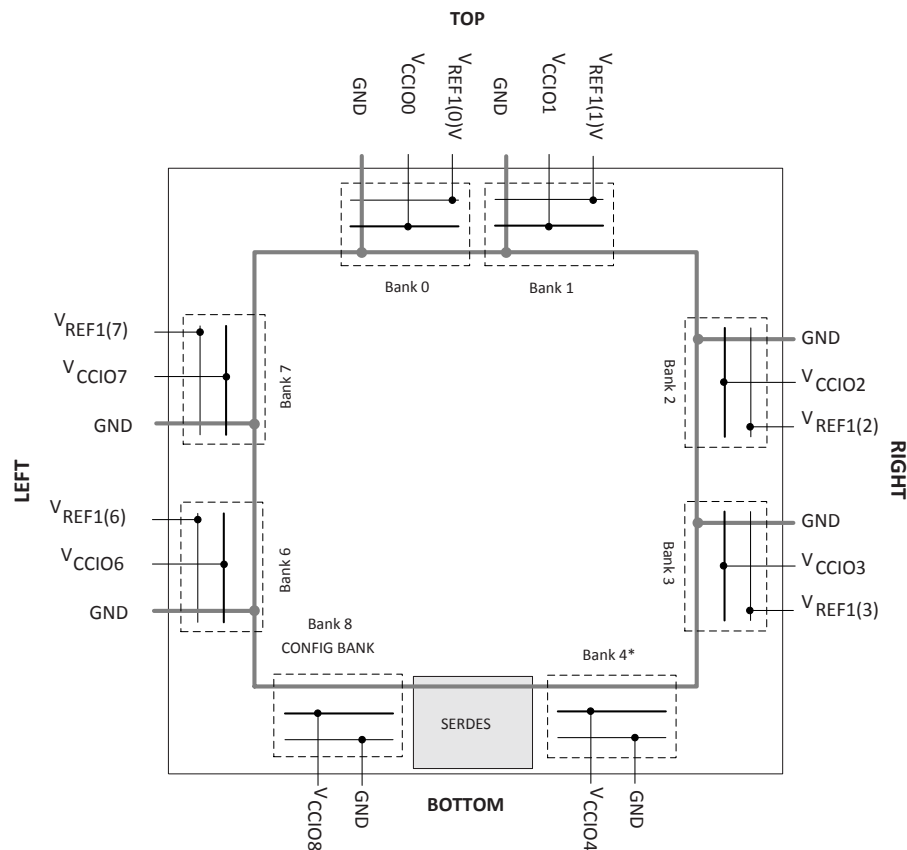 TOP
GND
VCCIO0
VREF1(0)V
GND
VCCIO1
VREF1(1)V
Bank 0
Bank 1
VREF1(7)
VCCIO7
GND
Bank 7
Bank 2
GND
VCCIO2
VREF1(2)
LEFT
RIGHT
VREF1(6)
VCCIO6
GND
Bank 6
Bank 3
GND
VCCIO3
VREF1(3)
Bank 8
CONFIG BANK
Bank 4*
SERDES
VCCIO8
GND
BOTTOM
VCCIO4
GND